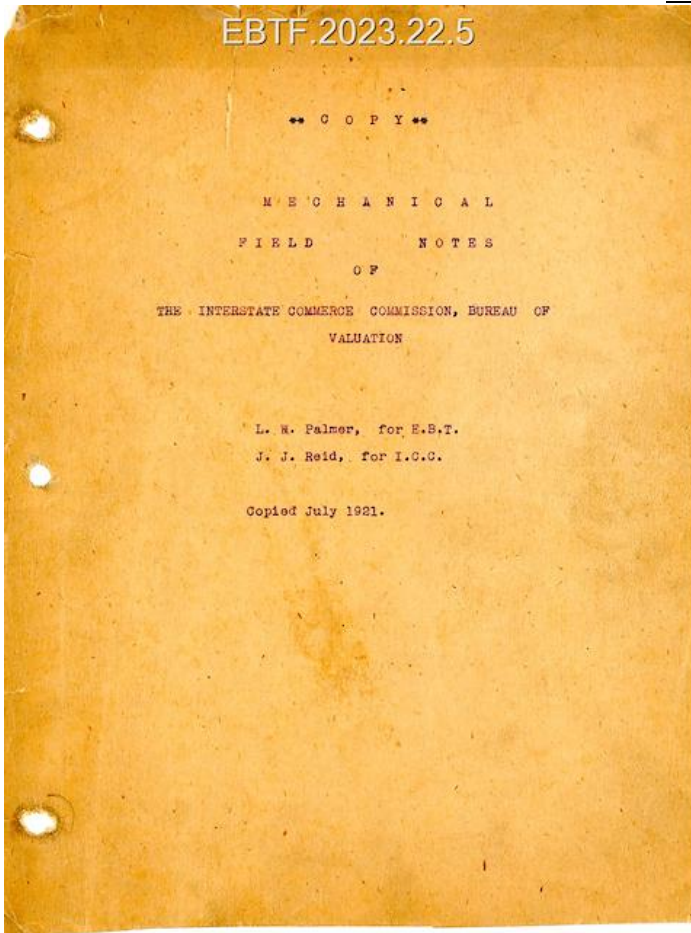 EBTF.2023.22.5
** C O P Y **
M E C H A N I C A L
F I E L D N O T E S
O F
THE INTERSTATE COMMERCE COMMISSION, BUREAU OF
VALUATION
L. H. Palmer, for E.B.T.
J. J. Reid, for I.C.C.
Copied July 1921.